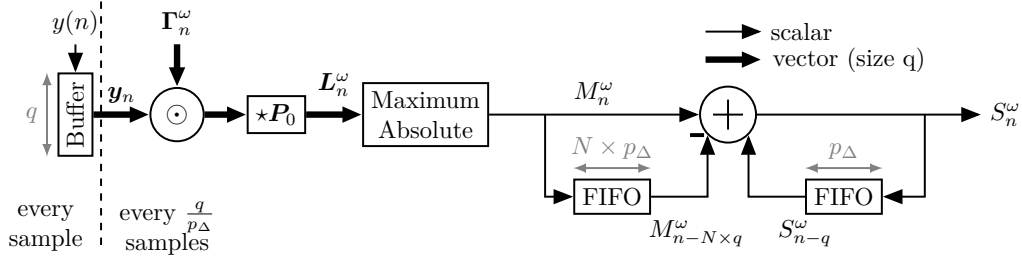 y(n)
Γ_n^ω
scalar
vector (size q)
q
Buffer
y_n
⊙
⋆P_0
L_n^ω
Maximum
Absolute
M_n^ω
+
-
S_n^ω
N × p_Δ
FIFO
p_Δ
FIFO
M_{n−N×q}^ω
S_{n−q}^ω
every
sample
every q/p_Δ
samples